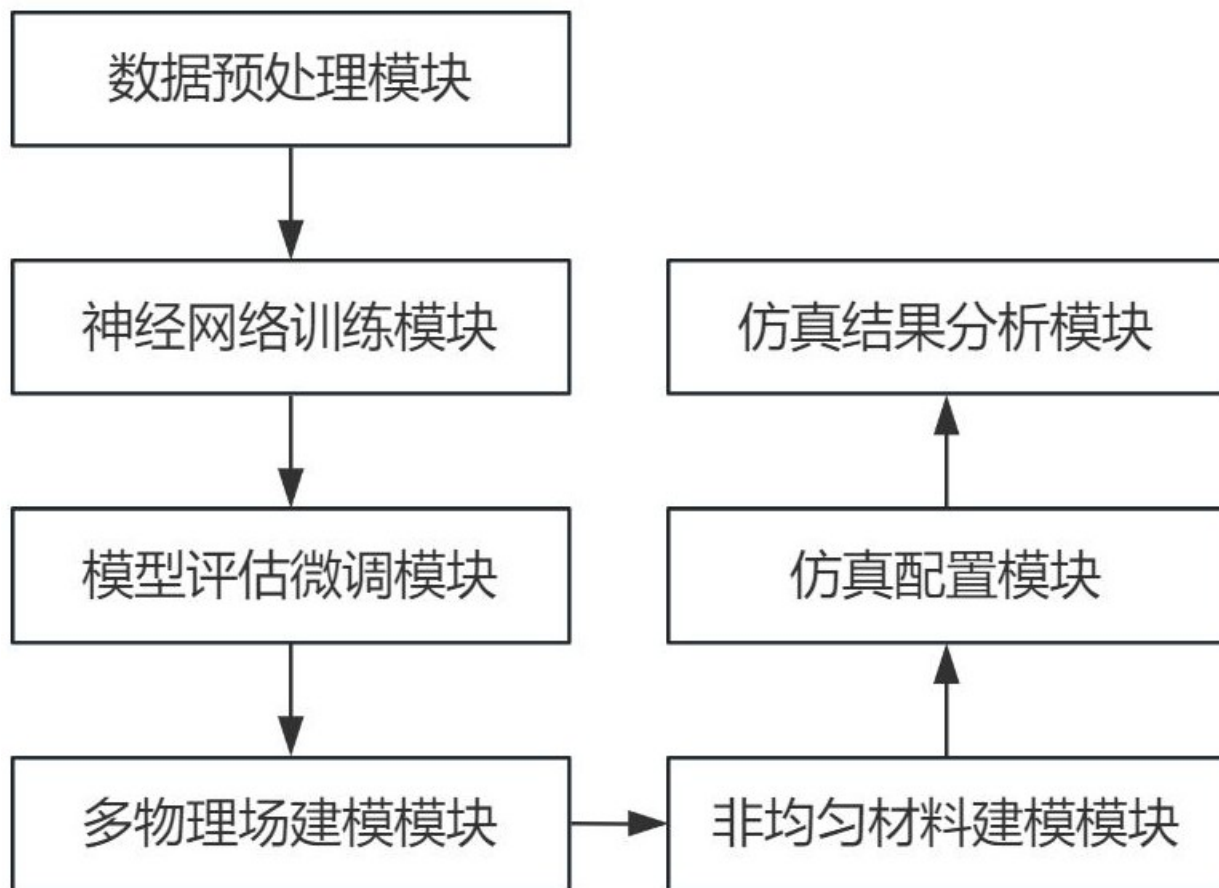 数据预处理模块
神经网络训练模块
仿真结果分析模块
模型评估微调模块
仿真配置模块
多物理场建模模块
非均匀材料建模模块